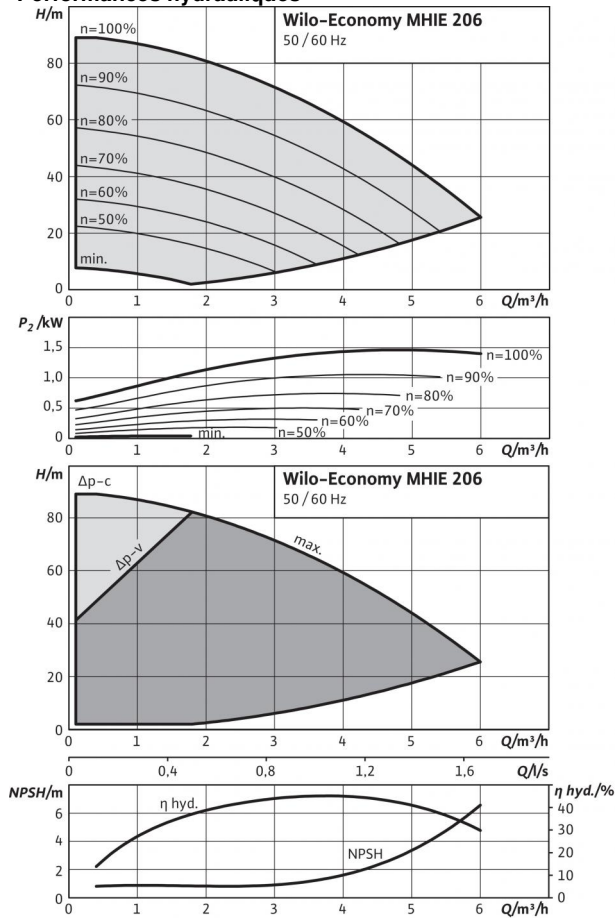 Performances hydrauliques
H/m
Wilo-Economy MHIE 206
50 / 60 Hz
n=100%
80
n=90%
60
n=80%
n=70%
40
n=60%
n=50%
20
min.
0
0 1 2 3 4 5 6 Q/m³/h
P₂ /kW
1,5
n=100%
1,0
n=90%
n=80%
0,5
n=70%
n=60%
min.
n=50%
0
0 1 2 3 4 5 6 Q/m³/h
H/m
Δp-c
Wilo-Economy MHIE 206
50 / 60 Hz
80
max.
Δp-v
60
40
20
0
0 1 2 3 4 5 6 Q/m³/h
0 0,4 0,8 1,2 1,6 Q/l/s
NPSH/m
η hyd./%
η hyd.
6
40
4
30
NPSH
20
2
10
0
0
0 1 2 3 4 5 6 Q/m³/h